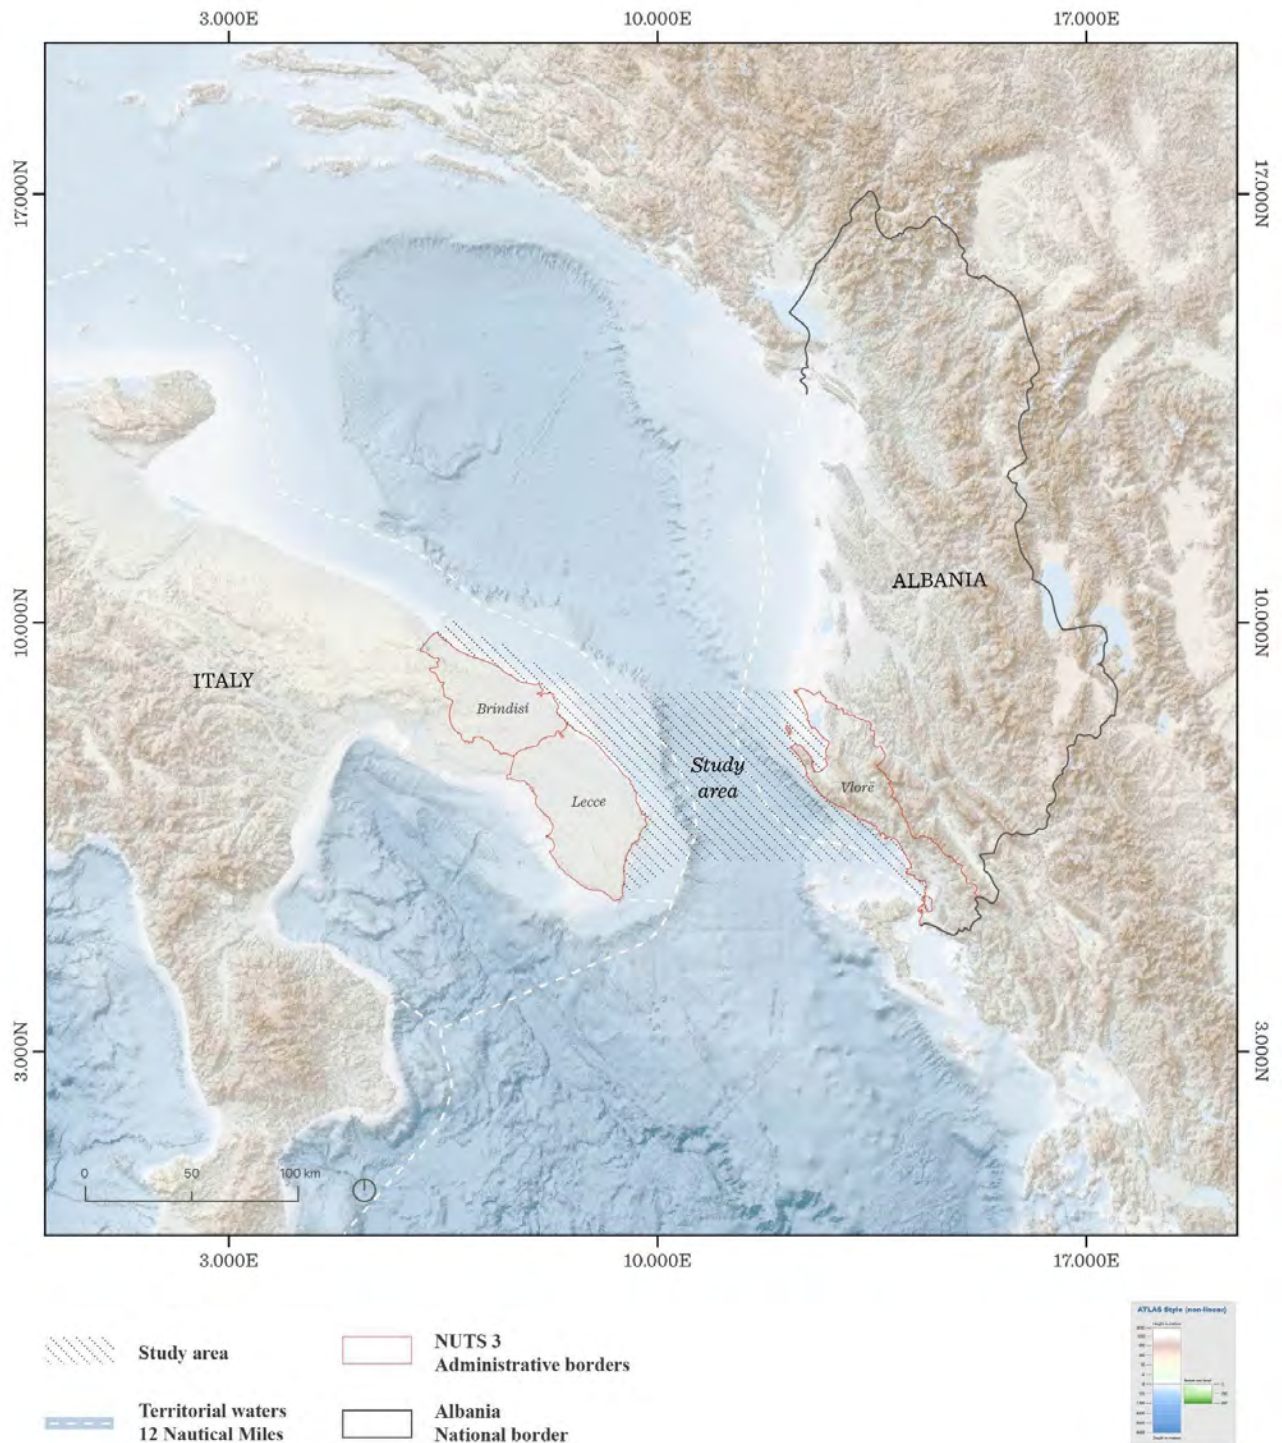 3.000E 10.000E 17.000E
17.000N 17.000N
ALBANIA
10.000N 10.000N
ITALY
Brindisi
Study
area
Vlorë
Lecce
3.000N 3.000N
0 50 100 km
3.000E 10.000E 17.000E
Study area
NUTS 3
Administrative borders
Territorial waters
12 Nautical Miles
Albania
National border
ATLAS Style (non-linear)